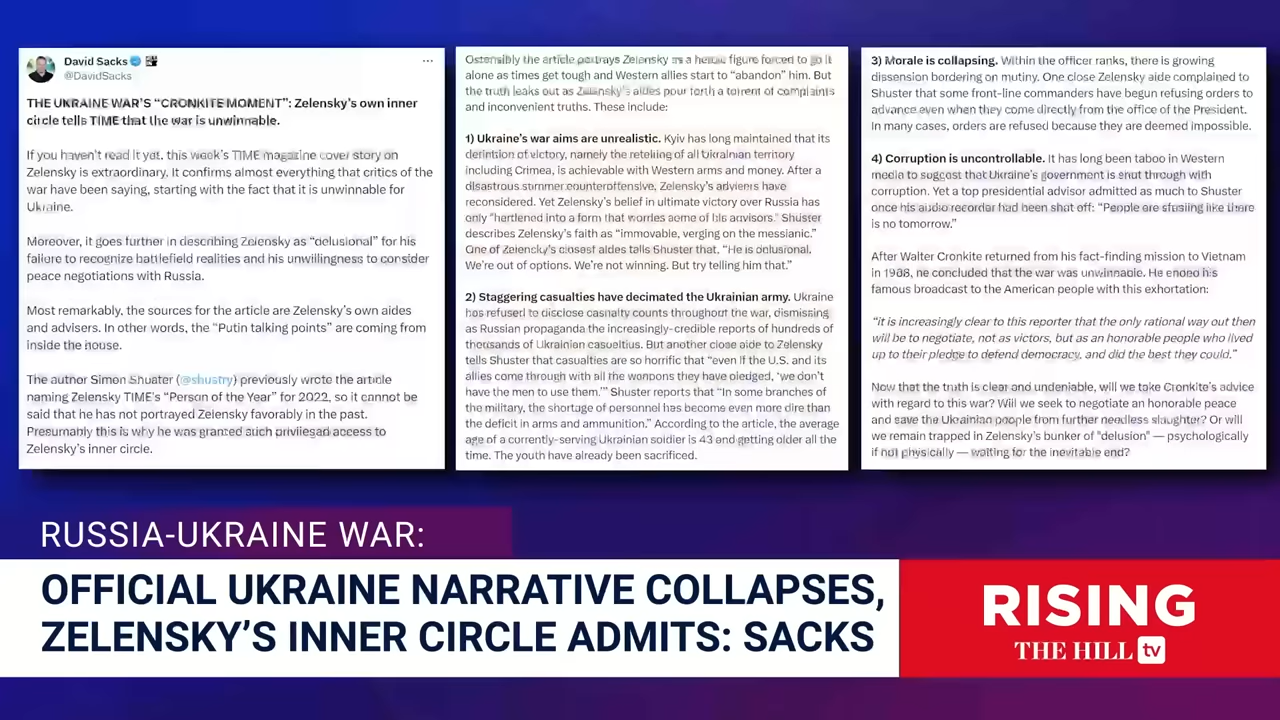 David Sacks
@DavidSacks
THE UKRAINE WAR'S "CRONKITE MOMENT": Zelensky's own inner
circle tells TIME that the war is unwinnable.
If you haven't read it yet, this week's TIME magazine cover story on
Zelensky is extraordinary. It confirms almost everything that critics of the
war have been saying, starting with the fact that it is unwinnable for
Ukraine.
Moreover, it goes further in describing Zelensky as "delusional" for his
failure to recognize battlefield realities and his unwillingness to consider
peace negotiations with Russia.
Most remarkably, the sources for the article are Zelensky's own aides
and advisers. In other words, the "Putin talking points" are coming from
inside the house.
The author Simon Shuster (@shustry) previously wrote the article
naming Zelensky TIME's "Person of the Year" for 2022, so it cannot be
said that he has not portrayed Zelensky favorably in the past.
Presumably this is why he was granted such privileged access to
Zelensky's inner circle.
Ostensibly the article portrays Zelensky as a heroic figure forced to go it
alone as times get tough and Western allies start to "abandon" him. But
the truth leaks out as Zelensky's aides pour forth a torrent of complaints
and inconvenient truths. These include:
1) Ukraine's war aims are unrealistic. Kyiv has long maintained that its
definition of victory, namely the retaking of all Ukrainian territory
including Crimea, is achievable with Western arms and money. After a
disastrous summer counteroffensive, Zelensky's advisers have
reconsidered. Yet Zelensky's belief in ultimate victory over Russia has
only "hardened into a form that worries some of his advisors." Shuster
describes Zelensky's faith as "immovable, verging on the messianic."
One of Zelensky's closest aides tells Shuster that, "He is delusional.
We're out of options. We're not winning. But try telling him that."
2) Staggering casualties have decimated the Ukrainian army. Ukraine
has refused to disclose casualty counts throughout the war, dismissing
as Russian propaganda the increasingly-credible reports of hundreds of
thousands of Ukrainian casualties. But another close aide to Zelensky
tells Shuster that casualties are so horrific that "even if the U.S. and its
allies come through with all the weapons they have pledged, 'we don't
have the men to use them.'" Shuster reports that "In some branches of
the military, the shortage of personnel has become even more dire than
the deficit in arms and ammunition." According to the article, the average
age of a currently-serving Ukrainian soldier is 43 and getting older all the
time. The youth have already been sacrificed.
3) Morale is collapsing. Within the officer ranks, there is growing
dissension bordering on mutiny. One close Zelensky aide complained to
Shuster that some front-line commanders have begun refusing orders to
advance even when they come directly from the office of the President.
In many cases, orders are refused because they are deemed impossible.
4) Corruption is uncontrollable. It has long been taboo in Western
media to suggest that Ukraine's government is shut through with
corruption. Yet a top presidential advisor admitted as much to Shuster
once his audio recorder had been shut off: "People are stealing like there
is no tomorrow."
After Walter Cronkite returned from his fact-finding mission to Vietnam
in 1968, he concluded that the war was unwinnable. He ended his
famous broadcast to the American people with this exhortation:
"it is increasingly clear to this reporter that the only rational way out then
will be to negotiate, not as victors, but as an honorable people who lived
up to their pledge to defend democracy, and did the best they could."
Now that the truth is clear and undeniable, will we take Cronkite's advice
with regard to this war? Will we seek to negotiate an honorable peace
and save the Ukrainian people from further needless slaughter? Or will
we remain trapped in Zelensky's bunker of "delusion" — psychologically
if not physically — waiting for the inevitable end?
RUSSIA-UKRAINE WAR:
OFFICIAL UKRAINE NARRATIVE COLLAPSES,
ZELENSKY'S INNER CIRCLE ADMITS: SACKS
RISING
THE HILL tv